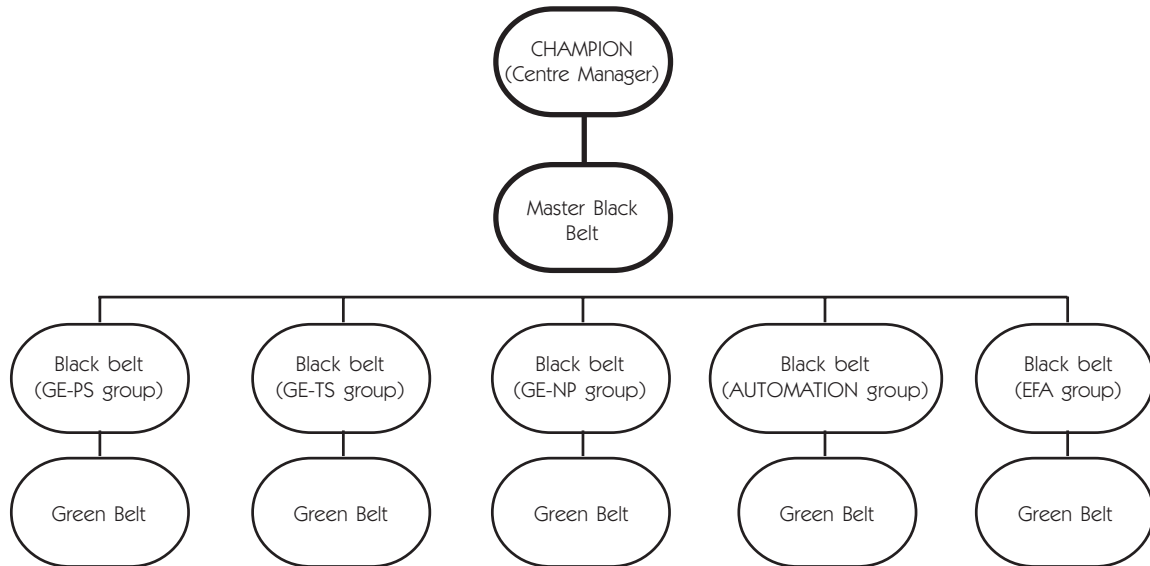 CHAMPION
(Centre Manager)
Master Black
Belt
Black belt
(GE-PS group)
Black belt
(GE-TS group)
Black belt
(GE-NP group)
Black belt
(AUTOMATION group)
Black belt
(EFA group)
Green Belt
Green Belt
Green Belt
Green Belt
Green Belt